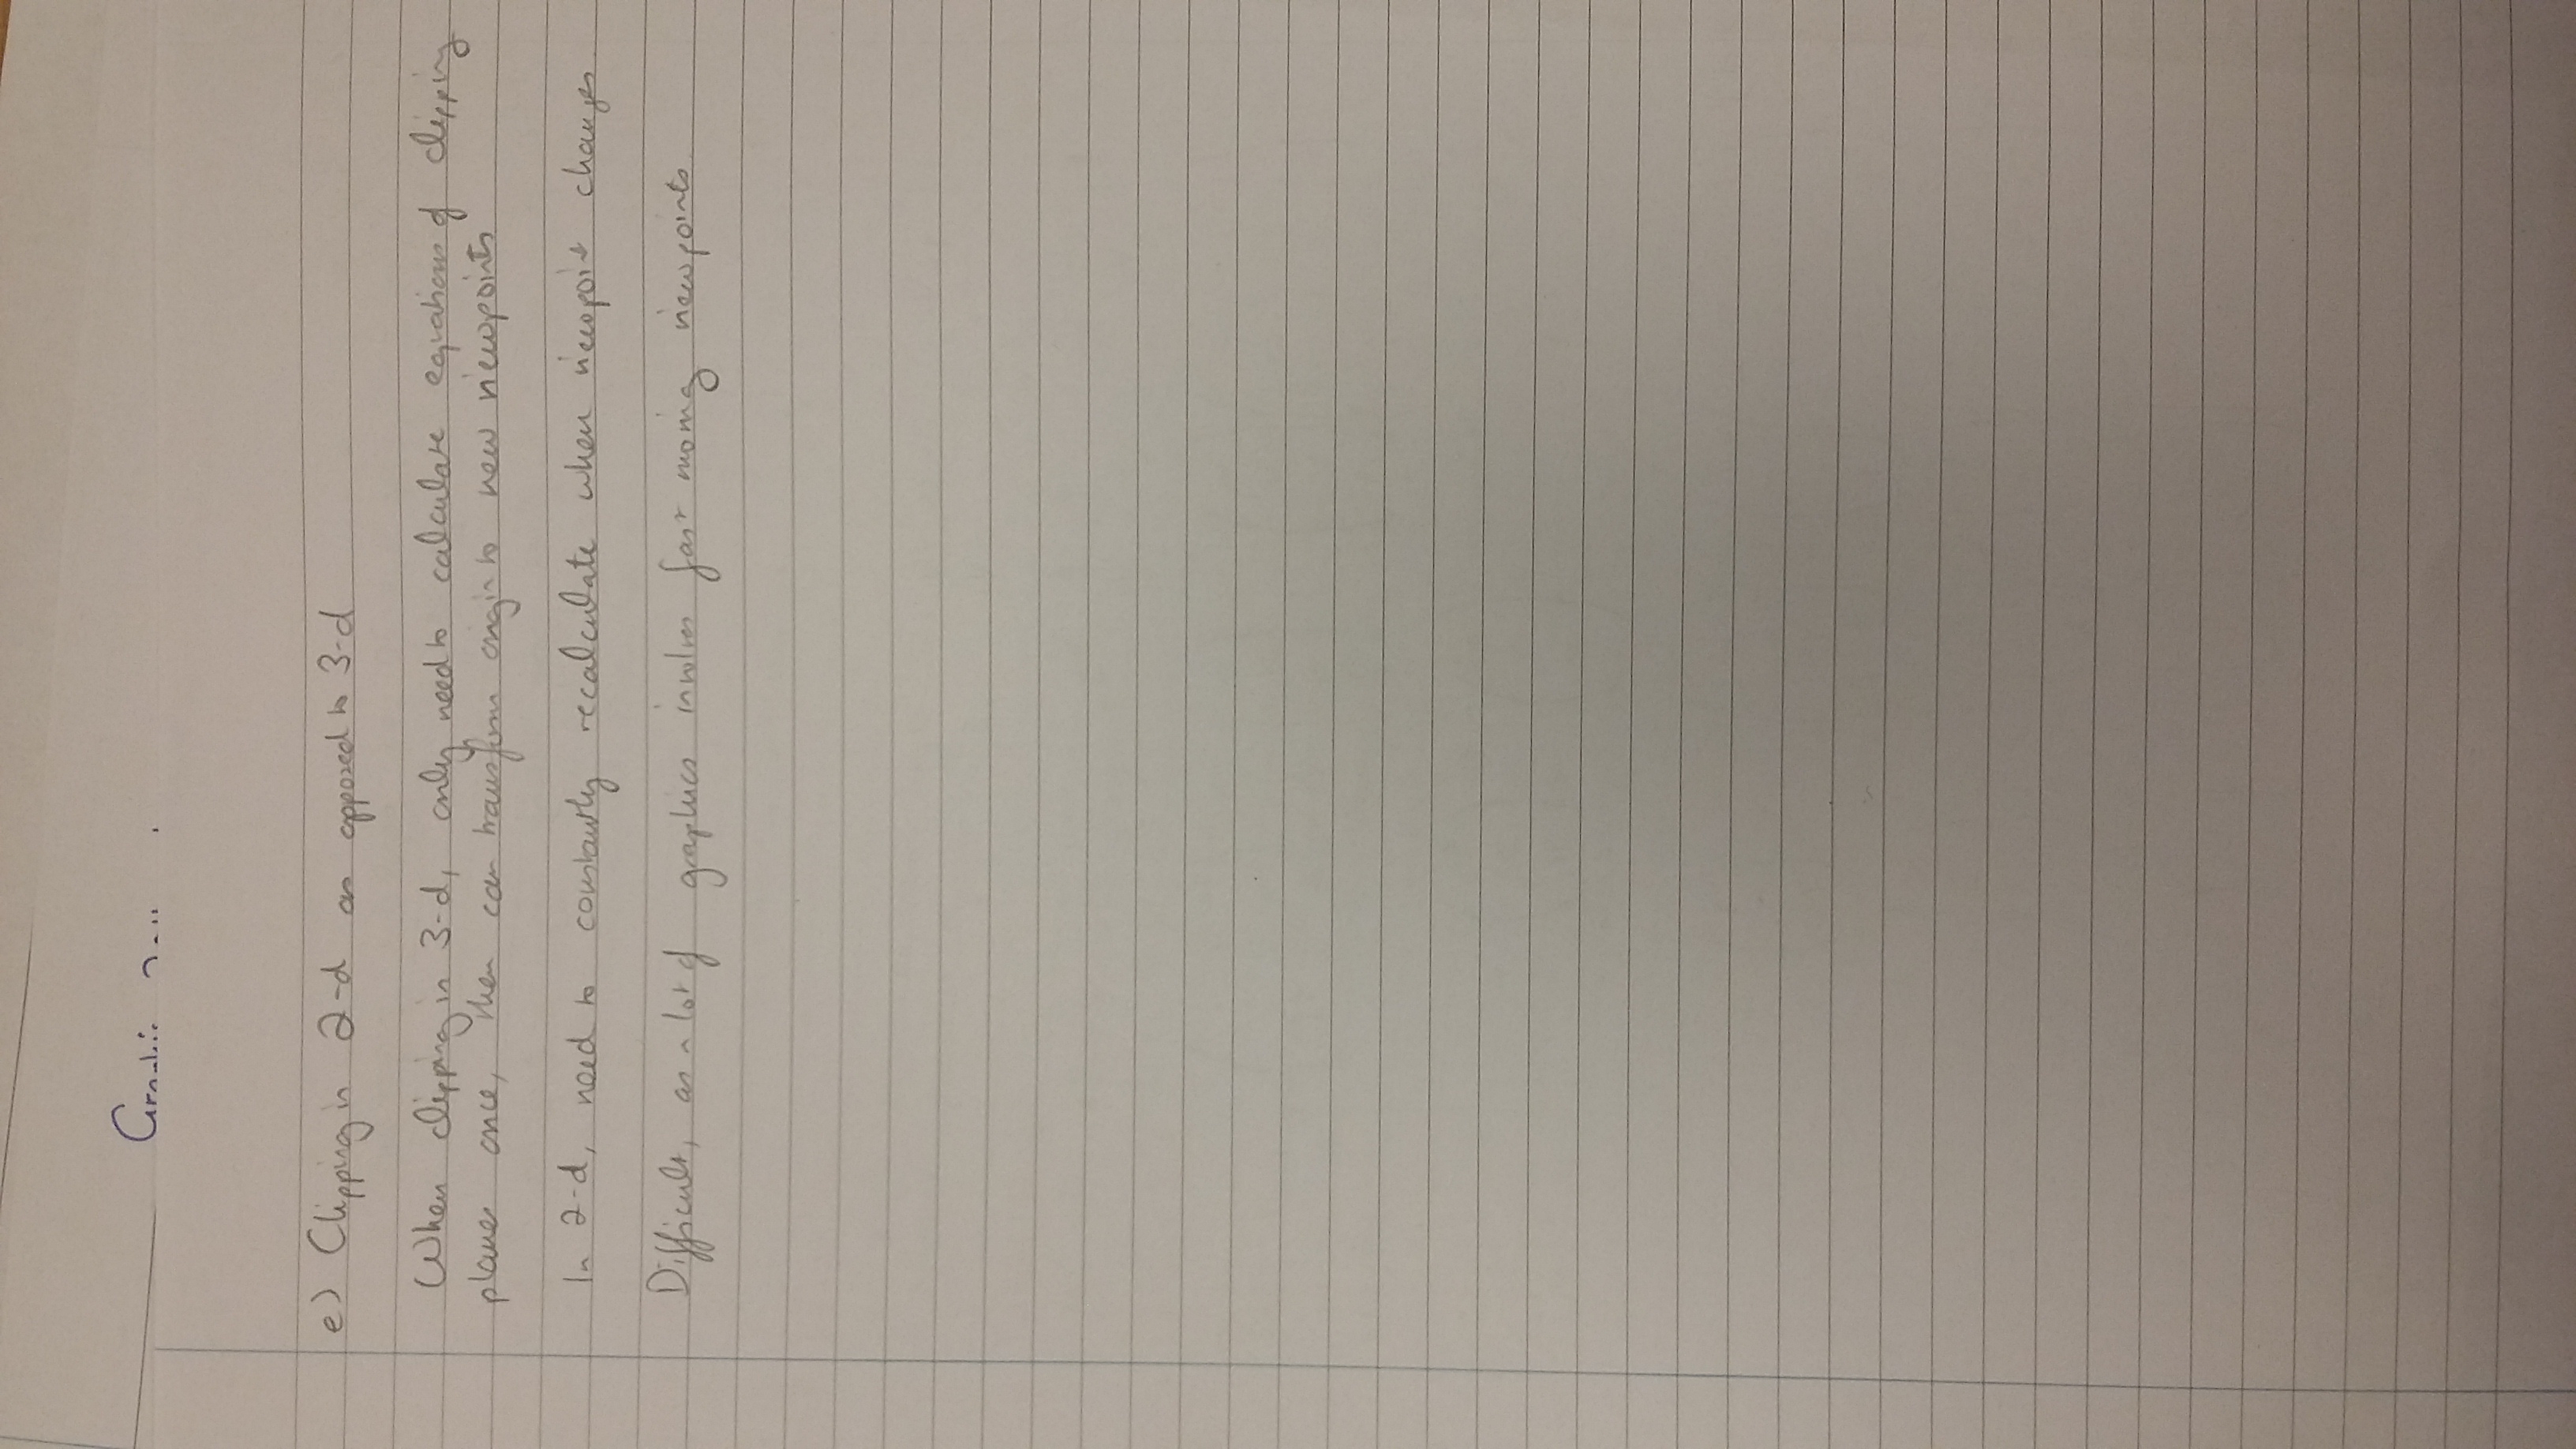 e) Clipping in 2-d as opposed to 3-d
When clipping in 3-d, only need to calculate equations of clipping
planes once, then can transform origin to new viewpoints
In 2-d, need to constantly recalculate when viewpoint changes.
Difficult, as a lot of graphics involves fast moving viewpoints.